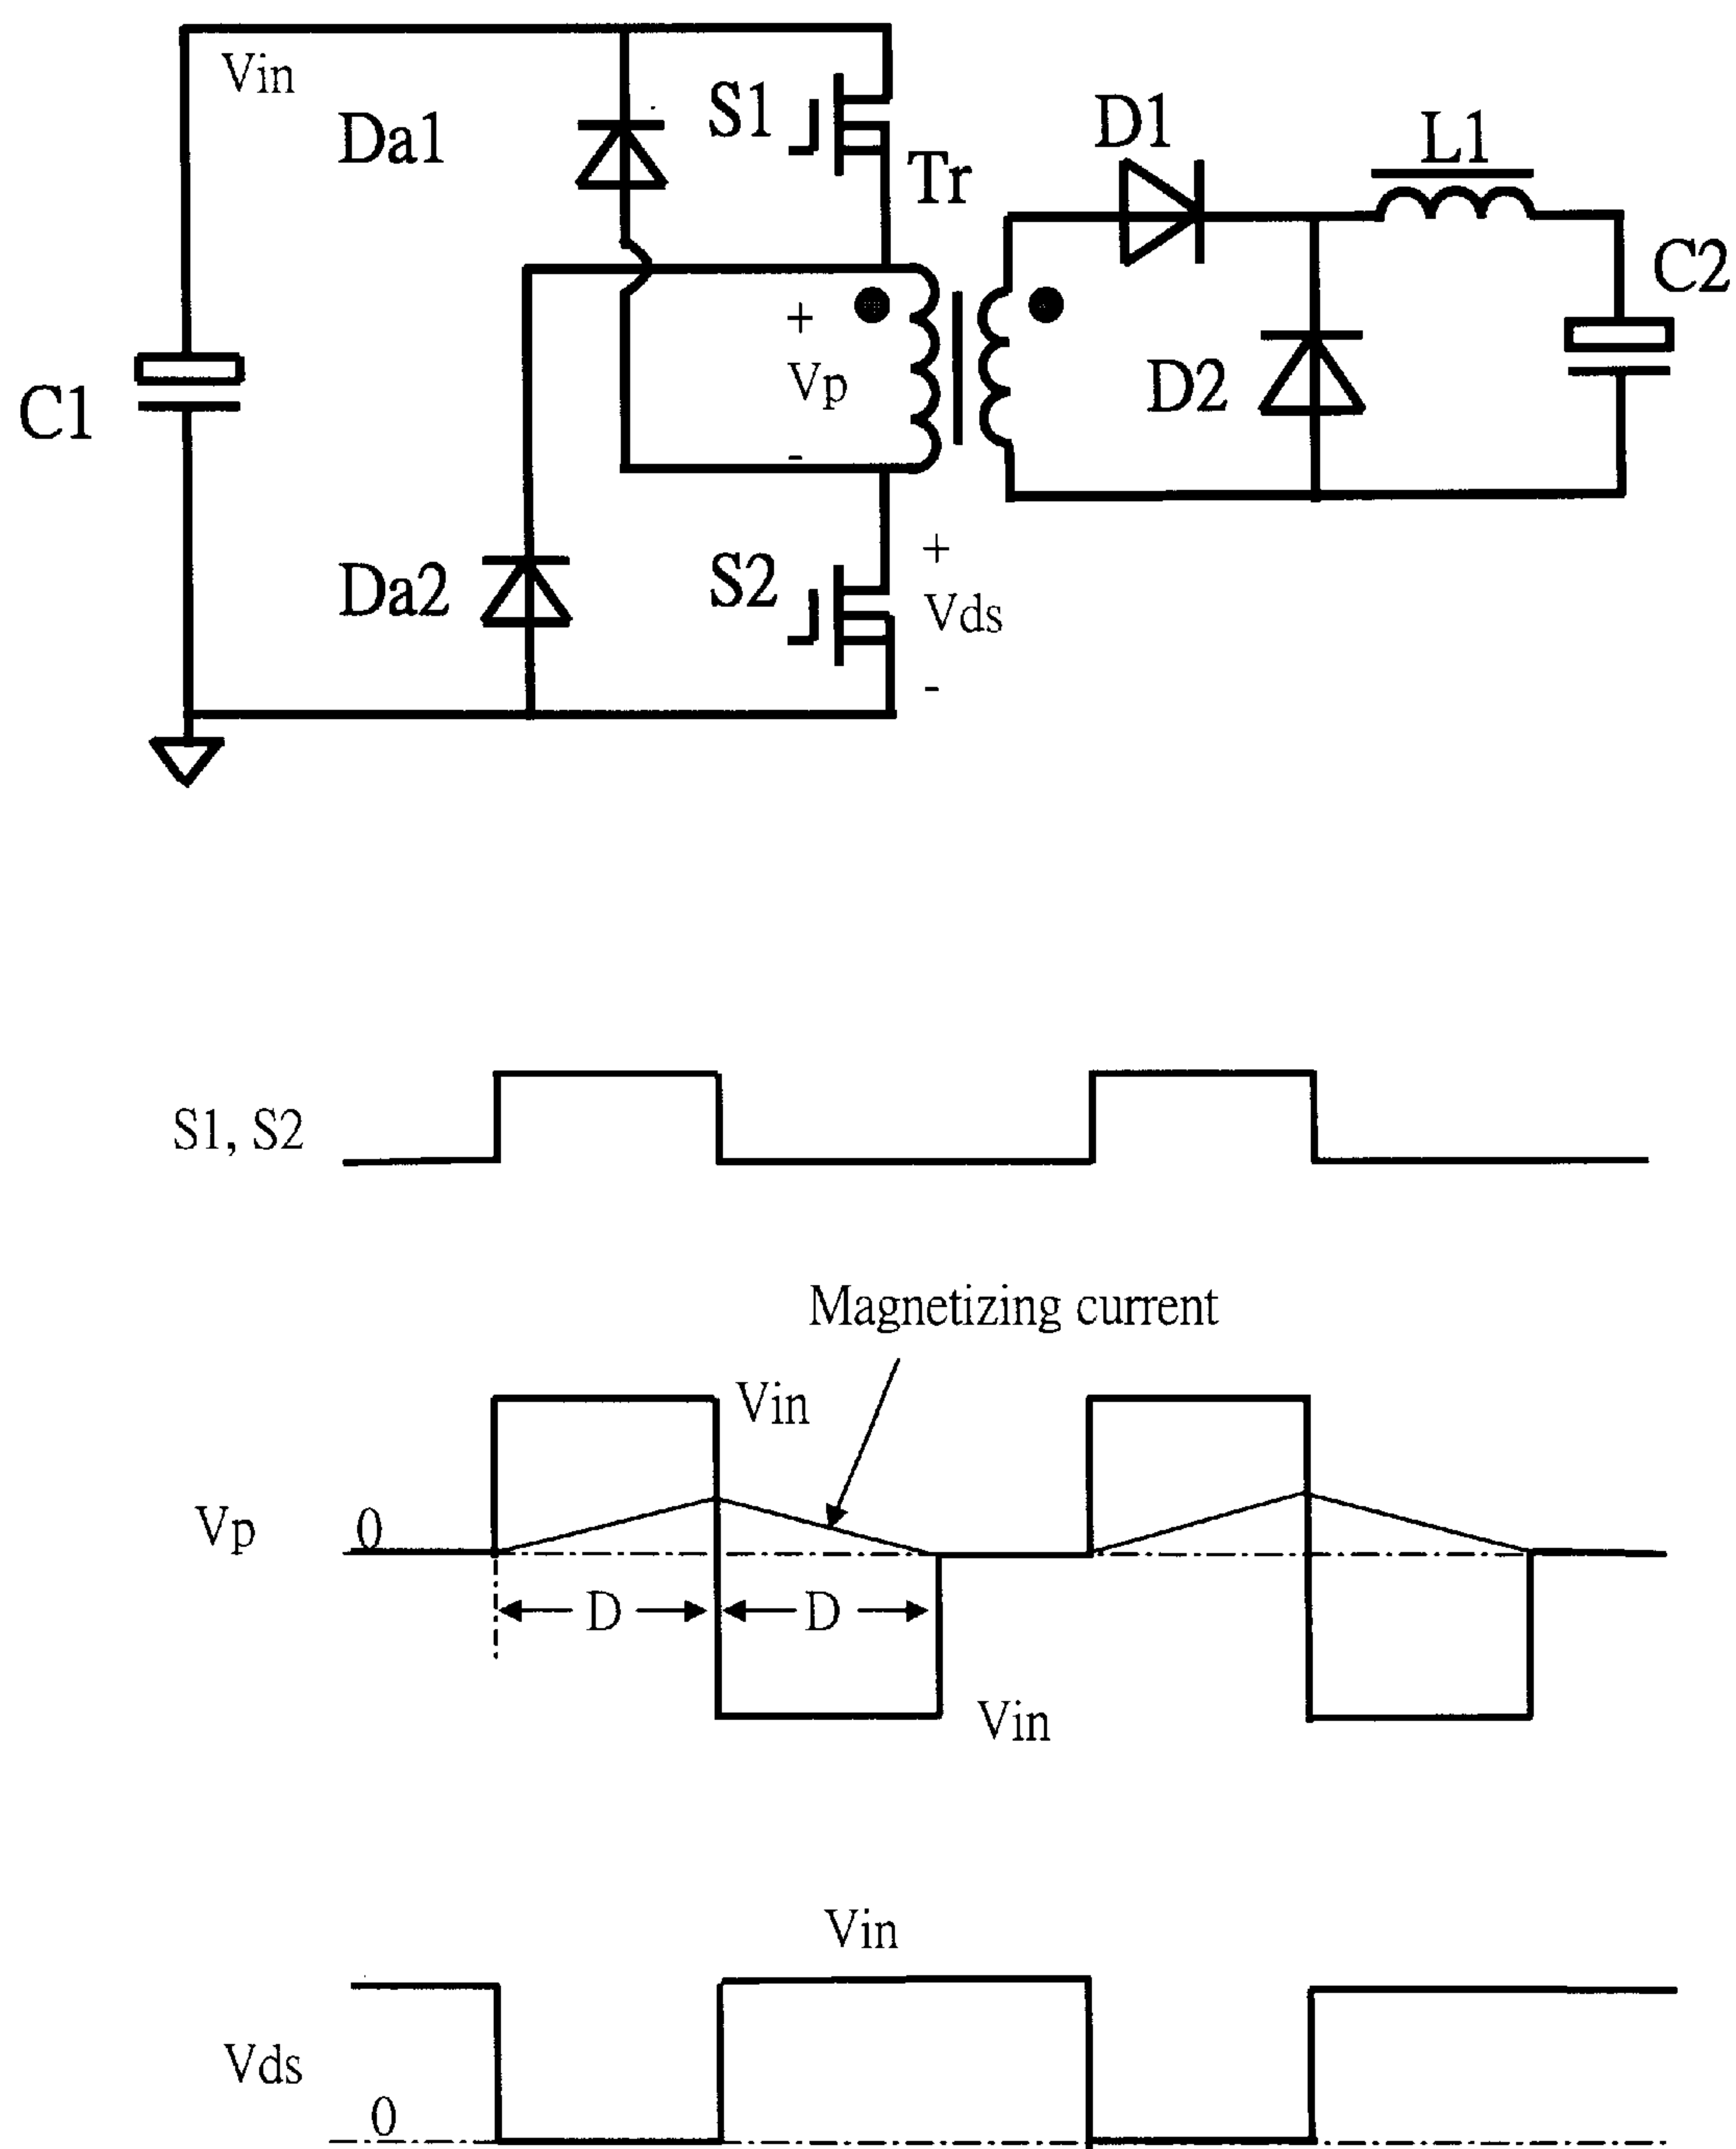 Vin
Da1
S1
Tr
D1
L1
C2
C1
+
Vp
-
D2
Da2
S2
+
Vds
-
S1, S2
Magnetizing current
Vin
Vp
0
D
D
Vin
Vin
Vds
0